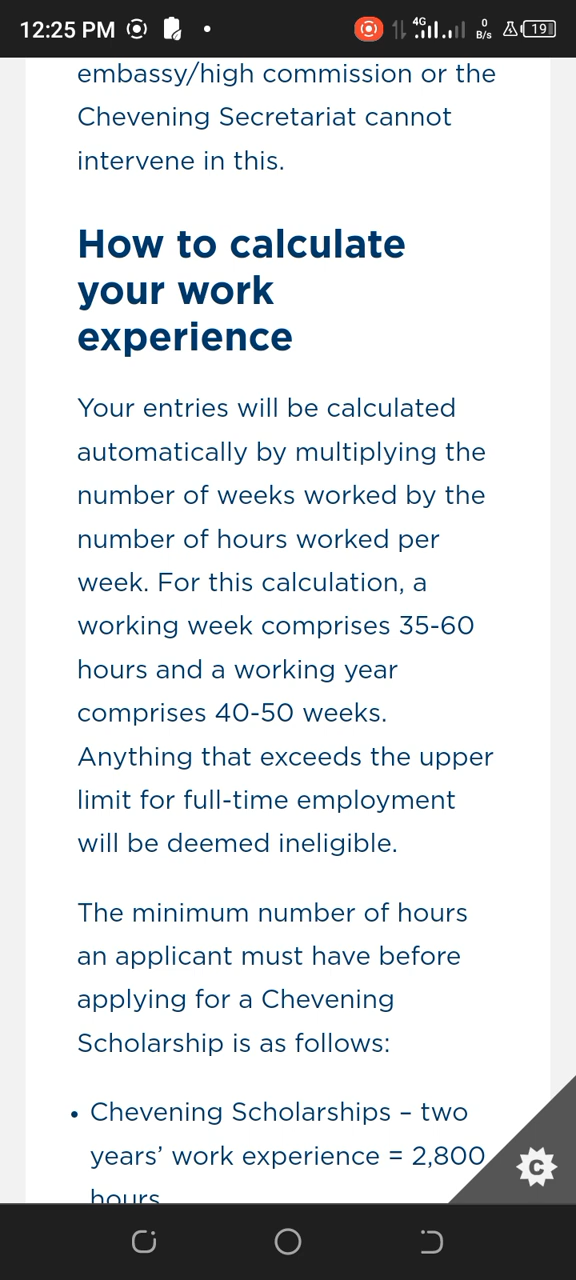 12:25 PM 4G 0 B/s 19
embassy/high commission or the
Chevening Secretariat cannot
intervene in this.
How to calculate
your work
experience
Your entries will be calculated
automatically by multiplying the
number of weeks worked by the
number of hours worked per
week. For this calculation, a
working week comprises 35-60
hours and a working year
comprises 40-50 weeks.
Anything that exceeds the upper
limit for full-time employment
will be deemed ineligible.
The minimum number of hours
an applicant must have before
applying for a Chevening
Scholarship is as follows:
• Chevening Scholarships – two
years’ work experience = 2,800
hours
C